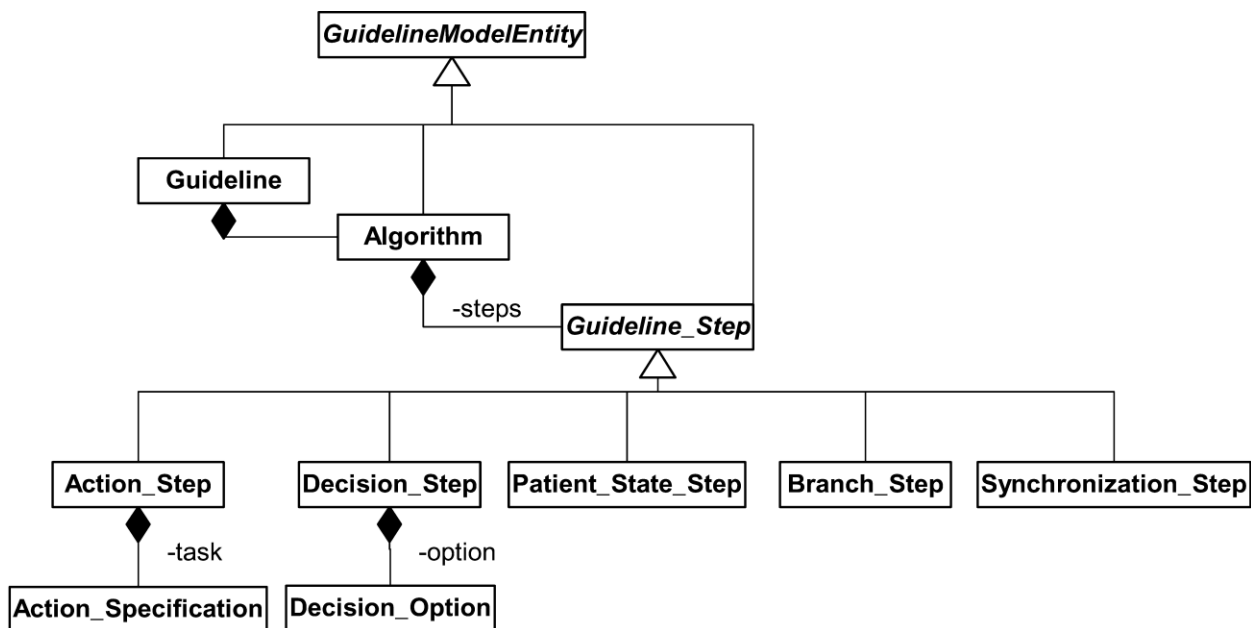 GuidelineModelEntity
Guideline
Algorithm
-steps
Guideline_Step
Action_Step
Decision_Step
Patient_State_Step
Branch_Step
Synchronization_Step
-task
-option
Action_Specification
Decision_Option